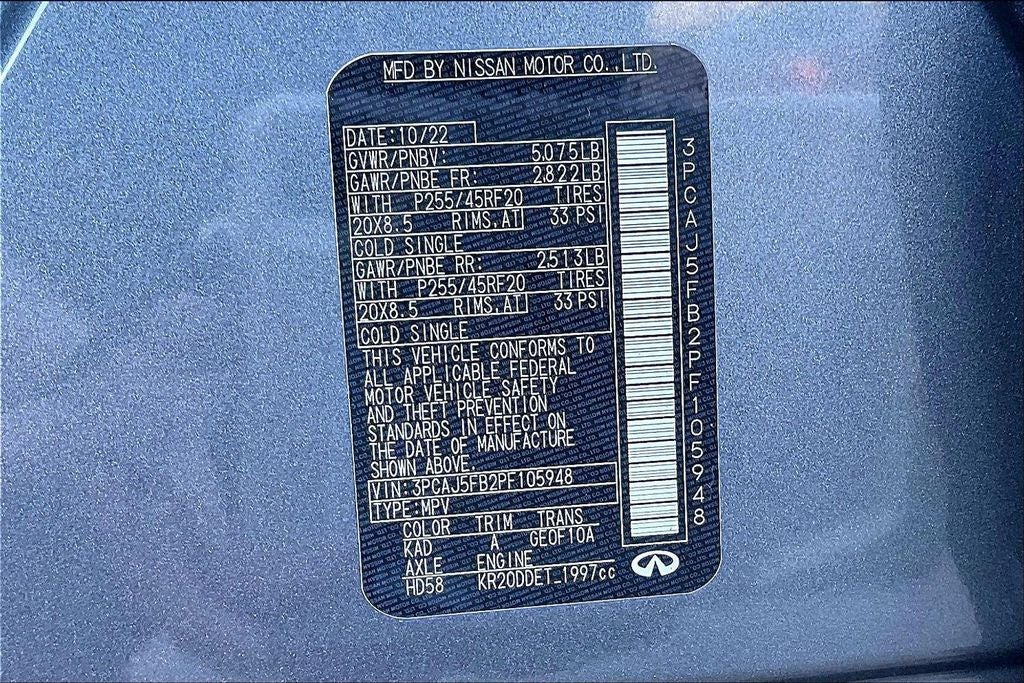 MFD BY NISSAN MOTOR CO.,LTD.
DATE:10/22
GVWR/PNBV: 5075LB
GAWR/PNBE FR: 2822LB
WITH P255/45RF20 TIRES
20X8.5 RIMS,AT 33 PSI
COLD SINGLE
GAWR/PNBE RR: 2513LB
WITH P255/45RF20 TIRES
20X8.5 RIMS,AT 33 PSI
COLD SINGLE
THIS VEHICLE CONFORMS TO
ALL APPLICABLE FEDERAL
MOTOR VEHICLE SAFETY
AND THEFT PREVENTION
STANDARDS IN EFFECT ON
THE DATE OF MANUFACTURE
SHOWN ABOVE.
VIN:3PCAJ5FB2PF105948
TYPE:MPV
COLOR TRIM TRANS
KAD A GE0F10A
AXLE ENGINE
HD58 KR20DDET_1997cc
3PCAJ5FB2PF105948